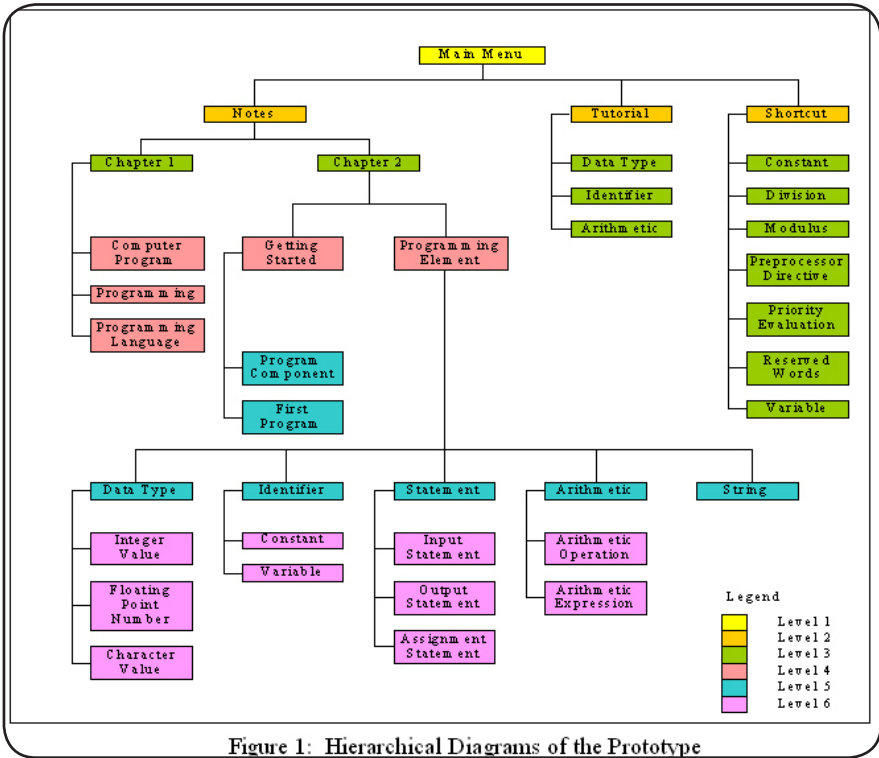 Main Menu
Notes
Tutorial
Shortcut
Chapter 1
Chapter 2
Data Type
Constant
Identifier
Division
Arithmetic
Modulus
Computer
Program
Getting
Started
Programming
Element
Preprocessor
Directive
Programming
Priority
Evaluation
Programming
Language
Program
Component
Reserved
Words
First
Program
Variable
Data Type
Identifier
Statement
Arithmetic
String
Integer
Value
Constant
Input
Statement
Arithmetic
Operation
Variable
Floating
Point
Number
Output
Statement
Arithmetic
Expression
Character
Value
Assignment
Statement
Legend
Level 1
Level 2
Level 3
Level 4
Level 5
Level 6
Figure 1: Hierarchical Diagrams of the Prototype